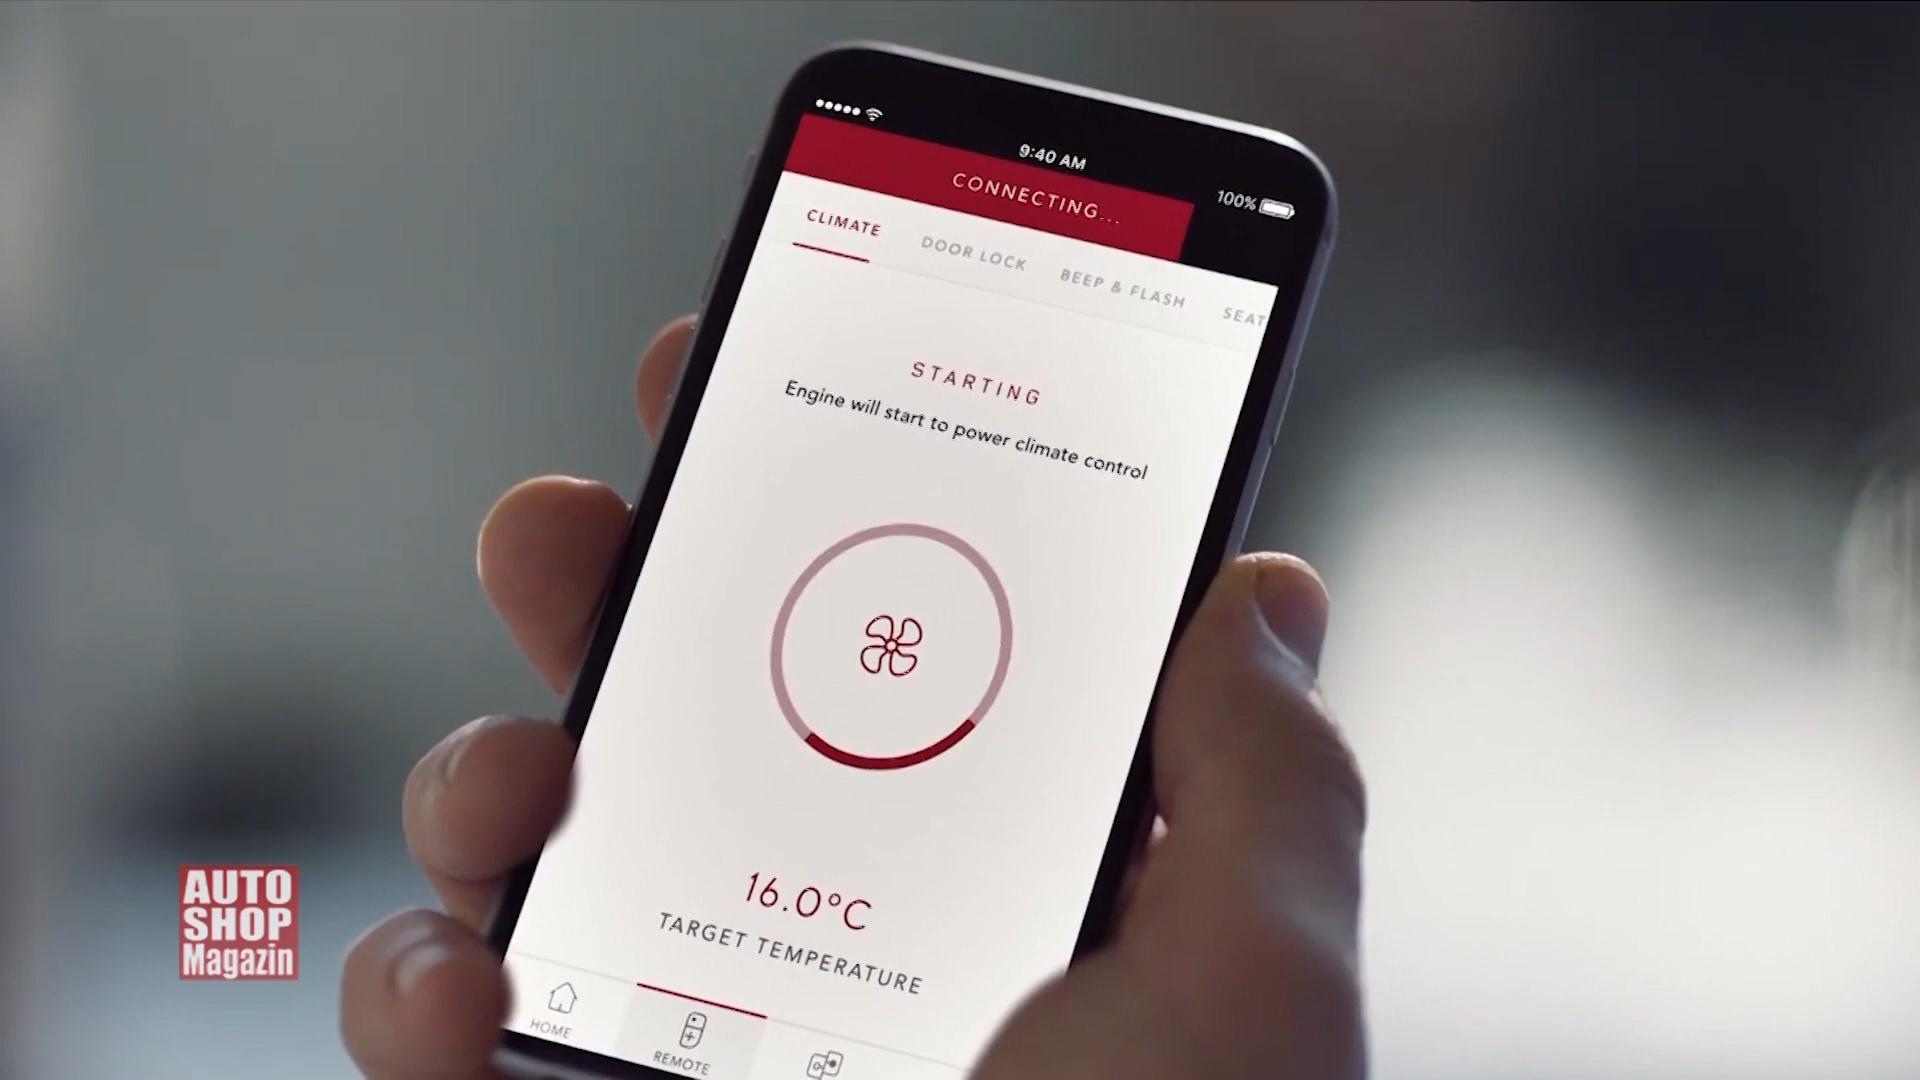 9:40 AM
100%
CONNECTING...
CLIMATE
DOOR LOCK
BEEP & FLASH
SEAT
STARTING
Engine will start to power climate control
16.0°C
TARGET TEMPERATURE
HOME
REMOTE
AUTO
SHOP
Magazin